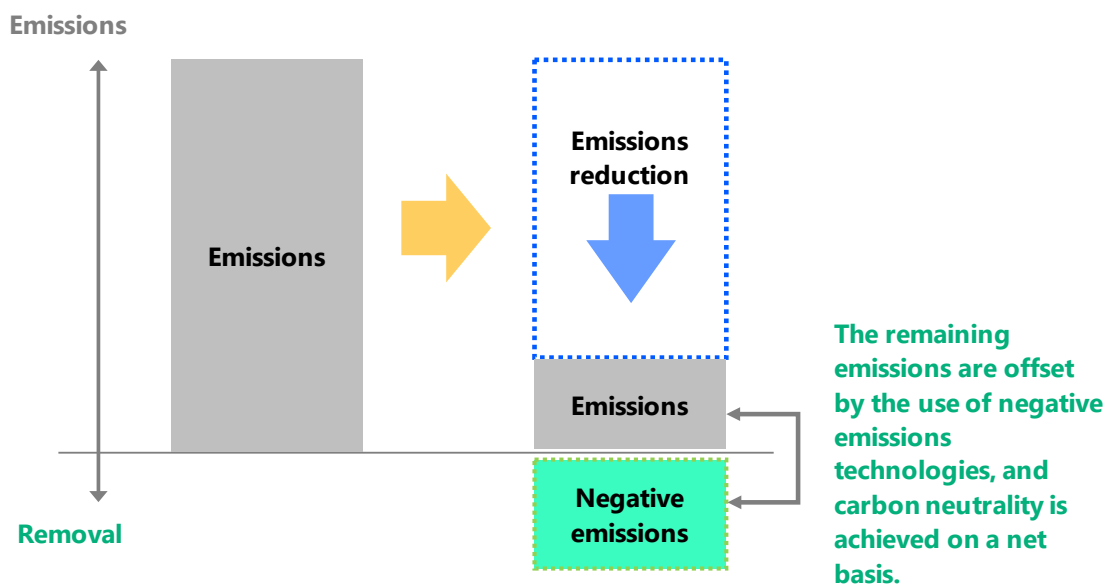 Emissions
Emissions
Emissions
reduction
Emissions
The remaining
emissions are offset
by the use of negative
emissions
technologies, and
carbon neutrality is
achieved on a net
basis.
Negative
emissions
Removal